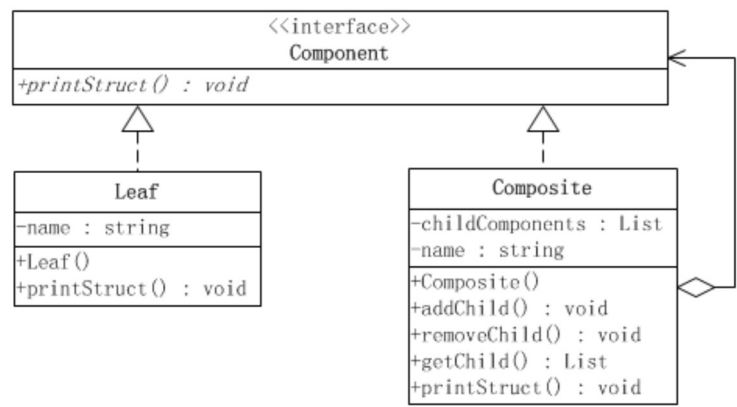 <<interface>>
Component
+printStruct() : void
Leaf
-name : string
+Leaf()
+printStruct() : void
Composite
-childComponents : List
-name : string
+Composite()
+addChild() : void
+removeChild() : void
+getChild() : List
+printStruct() : void